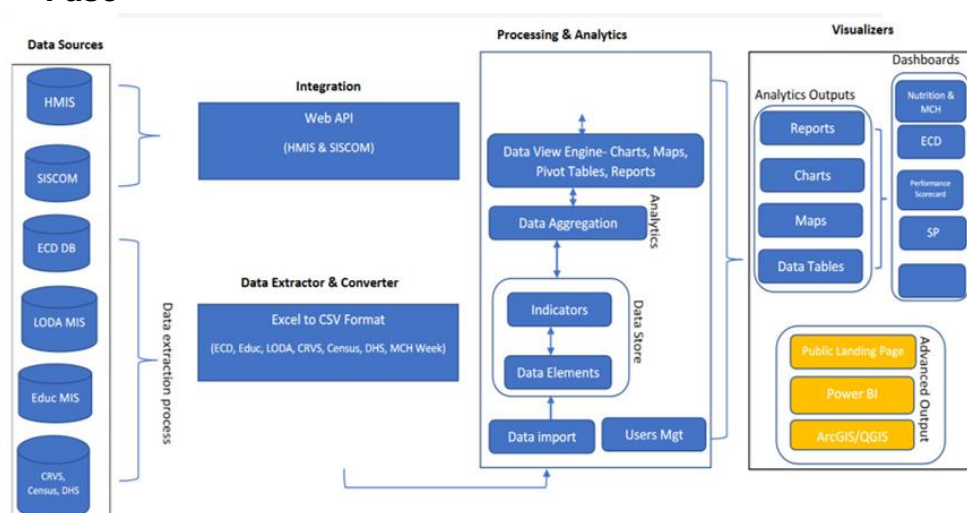 Data Sources
HMIS
SISCOM
ECD DB
LODA MIS
Educ MIS
CRVS,
Census, DHS
Data extraction process
Integration
Web API
(HMIS & SISCOM)
Data Extractor & Converter
Excel to CSV Format
(ECD, Educ, LODA, CRVS, Census, DHS, MCH Week)
Processing & Analytics
Data View Engine- Charts, Maps,
Pivot Tables, Reports
Data Aggregation
Analytics
Indicators
Data Elements
Data Store
Data import
Users Mgt
Visualizers
Analytics Outputs
Reports
Charts
Maps
Data Tables
Dashboards
Nutrition &
MCH
ECD
Performance
Scorecard
SP
Public Landing Page
Power BI
ArcGIS/QGIS
Advanced Output